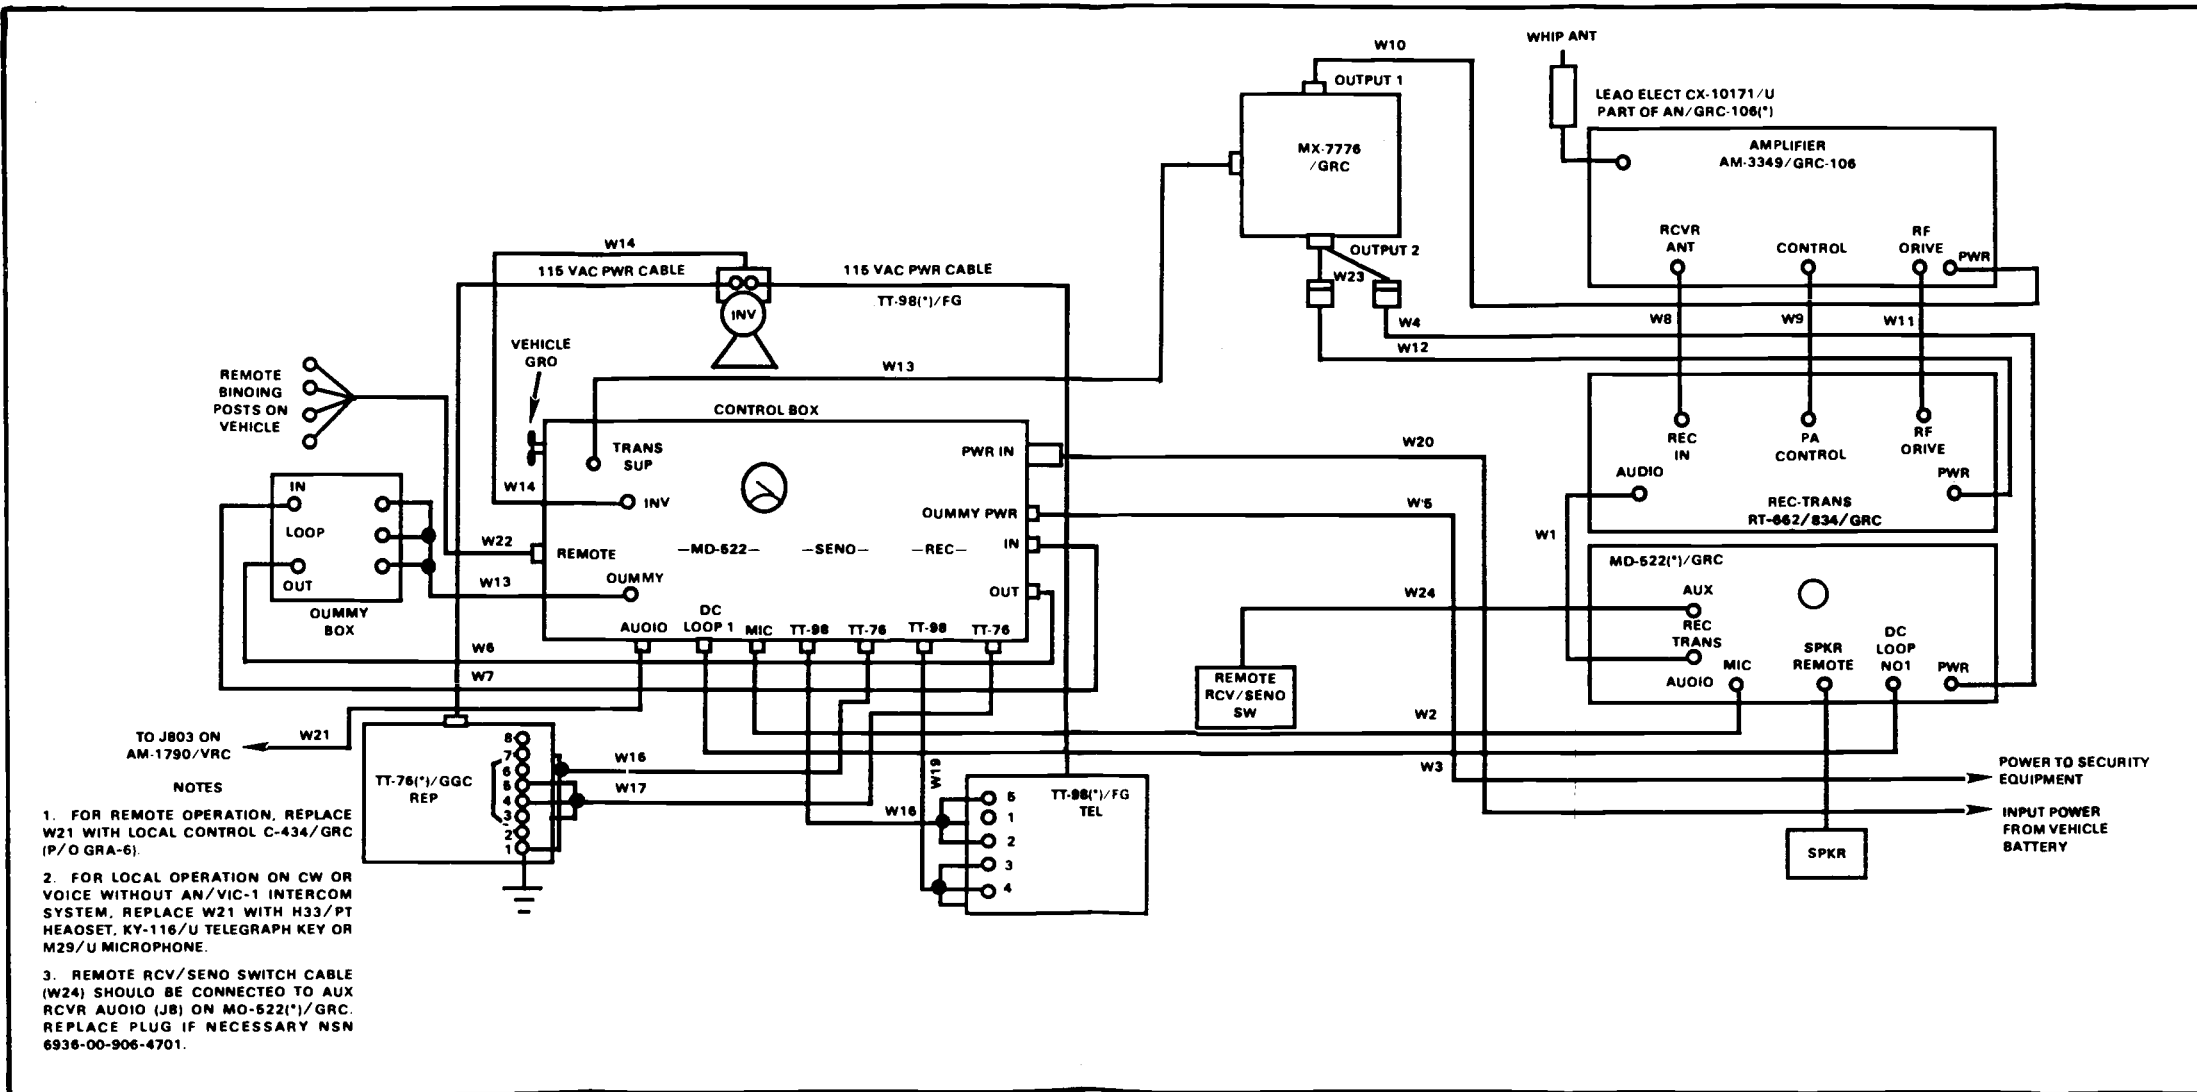 WHIP ANT
W10
OUTPUT 1
LEAO ELECT CX-10171/U
PART OF AN/GRC-106(*)
MX-7776
/GRC
AMPLIFIER
AM-3349/GRC-106
RCVR
ANT
CONTROL
RF
ORIVE
PWR
OUTPUT 2
W23
W14
115 VAC PWR CABLE
115 VAC PWR CABLE
TT-98(*)/FG
INV
W4
W12
W8
W9
W11
VEHICLE
GRO
W13
REMOTE
BINOING
POSTS ON
VEHICLE
CONTROL BOX
TRANS
SUP
PWR IN
W20
REC
IN
PA
CONTROL
RF
ORIVE
AUDIO
PWR
REC-TRANS
RT-662/834/GRC
W14
INV
OUMMY PWR
W'5
IN
LOOP
OUT
OUMMY
BOX
W22
REMOTE
—MD-522—
—SENO—
—REC—
IN
W13
OUMMY
OUT
W1
MD-522(*)/GRC
AUX
REC
TRANS
AUOIO
MIC
SPKR
REMOTE
DC
LOOP
NO1
PWR
W24
AUOIO
DC
LOOP 1
MIC
TT-98
TT-76
TT-98
TT-76
W6
W7
REMOTE
RCV/SENO
SW
W2
W3
TO J803 ON
AM-1790/VRC
W21
TT-76(*)/GGC
REP
8
7
6
5
4
3
2
1
W16
W17
W19
W16
TT-98(*)/FG
TEL
5
1
2
3
4
SPKR
POWER TO SECURITY
EQUIPMENT
INPUT POWER
FROM VEHICLE
BATTERY
NOTES
1. FOR REMOTE OPERATION, REPLACE
W21 WITH LOCAL CONTROL C-434/GRC
(P/O GRA-6).
2. FOR LOCAL OPERATION ON CW OR
VOICE WITHOUT AN/VIC-1 INTERCOM
SYSTEM, REPLACE W21 WITH H33/PT
HEAOSET, KY-116/U TELEGRAPH KEY OR
M29/U MICROPHONE.
3. REMOTE RCV/SENO SWITCH CABLE
(W24) SHOULD BE CONNECTED TO AUX
RCVR AUOIO (J8) ON MO-522(*)/GRC.
REPLACE PLUG IF NECESSARY NSN
6936-00-906-4701.